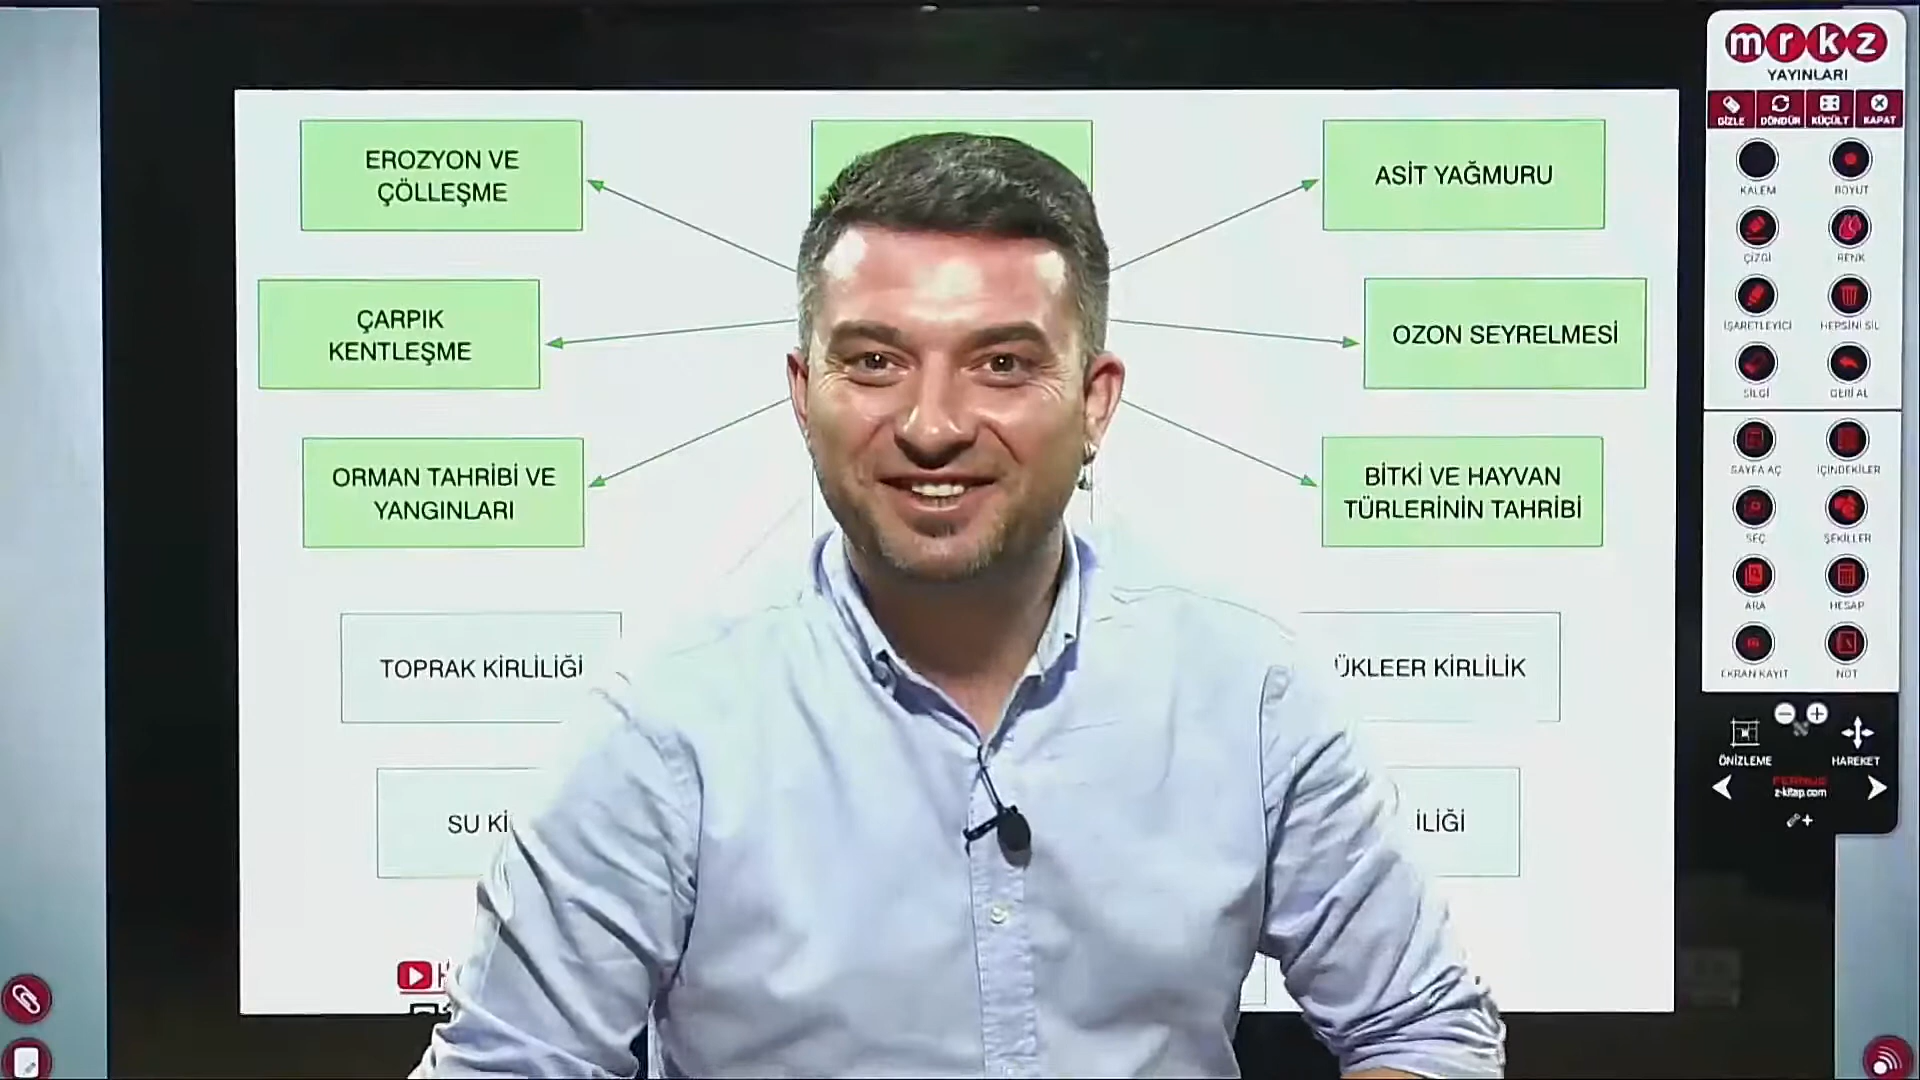 mrkz
YAYINLARI
GİZLE
DÖNDÜR
KÜÇÜLT
KAPAT
EROZYON VE
ÇÖLLEŞME
ASİT YAĞMURU
ÇARPIK
KENTLEŞME
OZON SEYRELMESİ
ORMAN TAHRİBİ VE
YANGINLARI
BİTKİ VE HAYVAN
TÜRLERİNİN TAHRİBİ
TOPRAK KİRLİLİĞİ
ÜKLEER KİRLİLİK
SU Kİ
İLİĞİ
KALEM
BOYUT
ÇİZGİ
RENK
İŞARETLEYİCİ
HEPSİNİ SİL
SİLGİ
GERİ AL
SAYFA AÇ
İÇİNDEKİLER
SEÇ
ŞEKİLLER
ARA
HESAP
EKRAN KAYIT
NOT
ÖNİZLEME
HAREKET
FERNUS
z-kitap.com